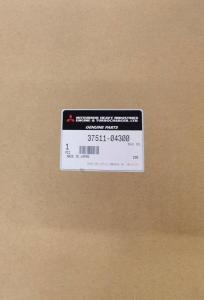 MITSUBISHI HEAVY INDUSTRIES
ENGINE & TURBOCHARGER, LTD.
GENUINE PARTS
37511-04300
1
PCS
MADE IN JAPAN